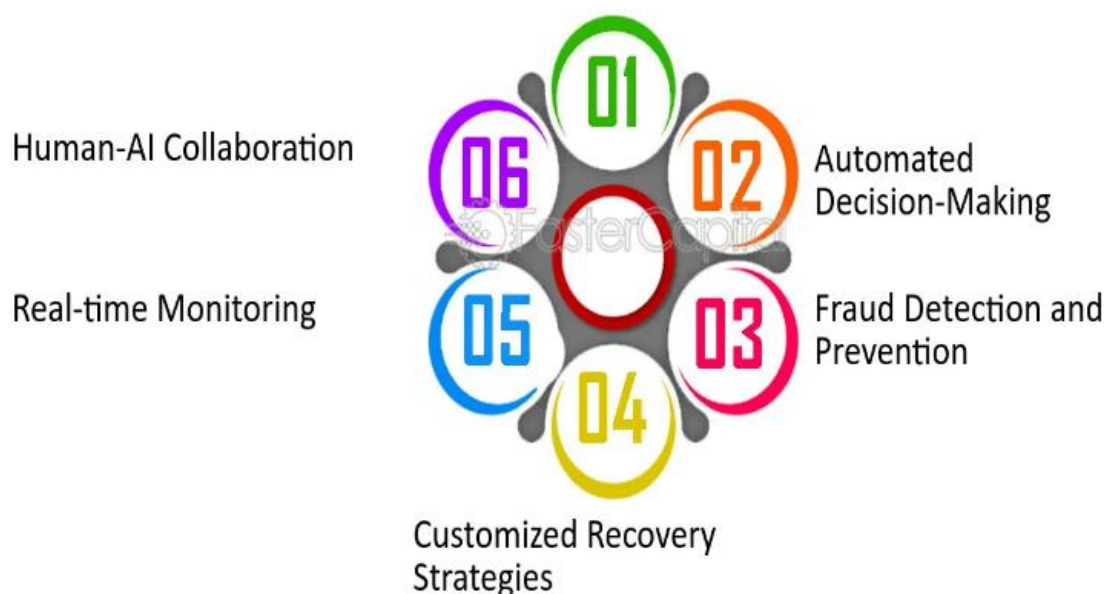 01
02
Automated
Decision-Making
03
Fraud Detection and
Prevention
04
Customized Recovery
Strategies
05
Real-time Monitoring
06
Human-AI Collaboration
FasterCapital